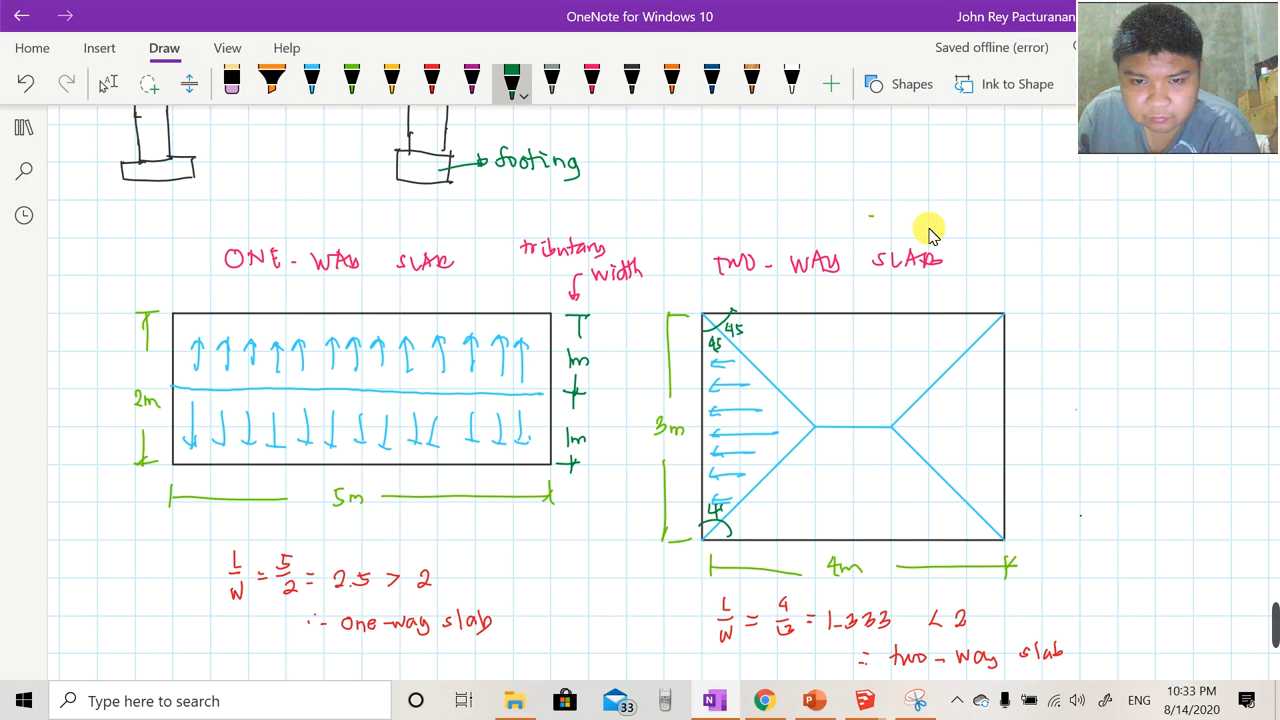 OneNote for Windows 10
John Rey Pacturanan
Home Insert Draw View Help
Saved offline (error)
Shapes
Ink to Shape
footing
ONE - WAY SLAB
tributary
width
TWO - WAY SLAB
45
45
2m
1m
1m
3m
45
5m
4m
L/W = 5/2 = 2.5 > 2
∴ one-way slab
L/W = 4/3 = 1.333 < 2
∴ two-way slab
Type here to search
33
ENG
10:33 PM
8/14/2020